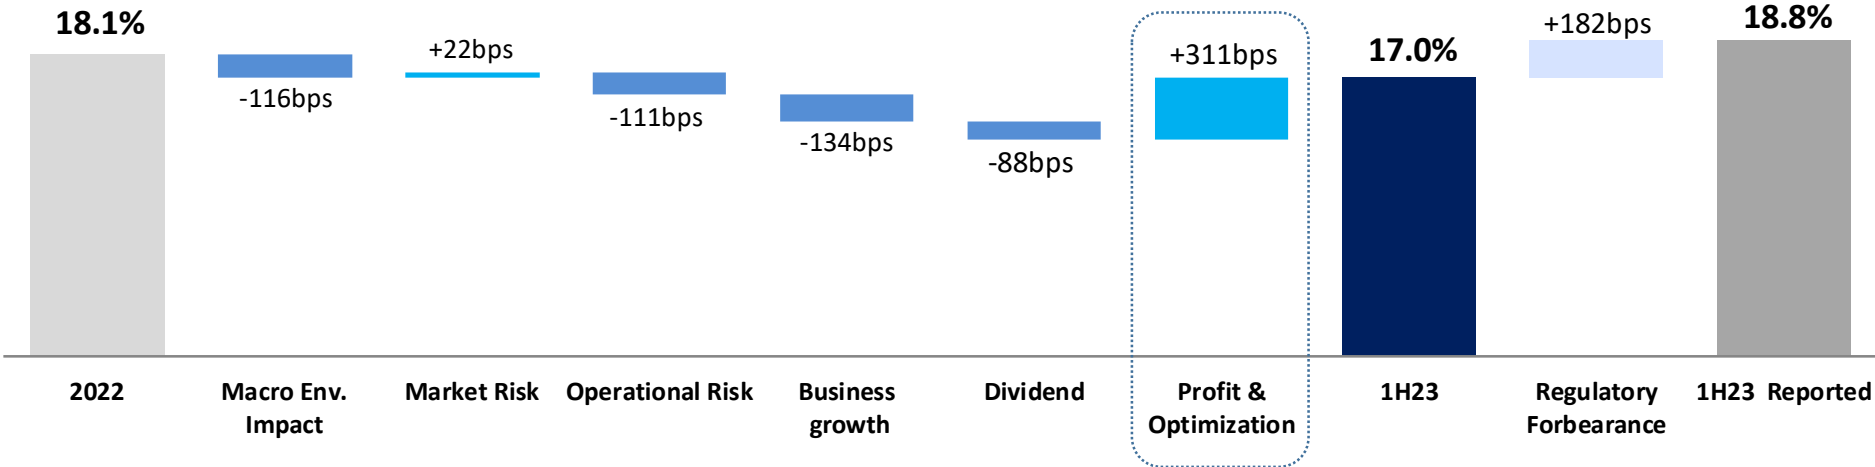 18.1%
-116bps
+22bps
-111bps
-134bps
-88bps
+311bps
17.0%
+182bps
18.8%
2022
Macro Env.
Impact
Market Risk
Operational Risk
Business
growth
Dividend
Profit &
Optimization
1H23
Regulatory
Forbearance
1H23 Reported